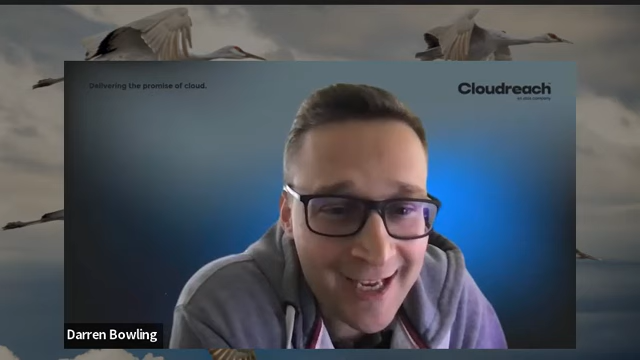 Delivering the promise of cloud.
Cloudreach
Darren Bowling